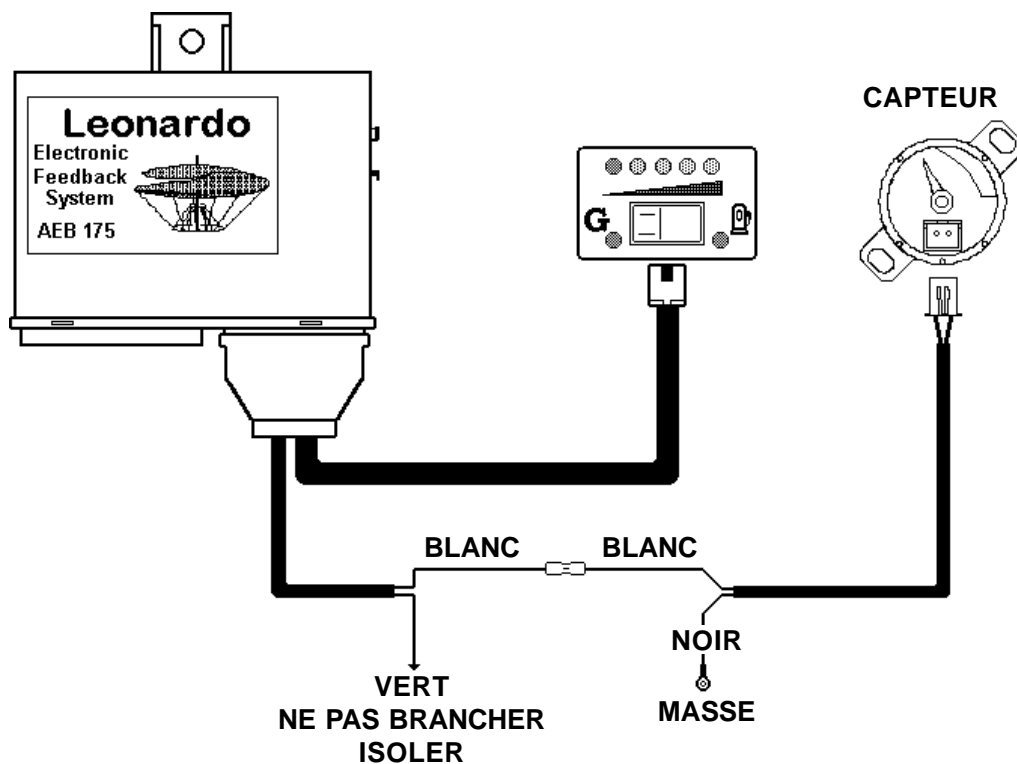 Leonardo
Electronic
Feedback
System
AEB 175
G
CAPTEUR
BLANC
BLANC
NOIR
MASSE
VERT
NE PAS BRANCHER
ISOLER